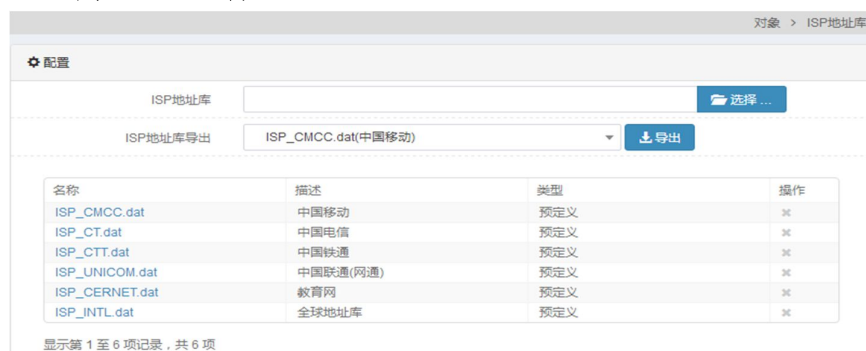 对象 > ISP地址库
配置
ISP地址库 选择 ...
ISP地址库导出 ISP_CMCC.dat(中国移动) 导出
名称 描述 类型 操作
ISP_CMCC.dat 中国移动 预定义
ISP_CT.dat 中国电信 预定义
ISP_CTT.dat 中国铁通 预定义
ISP_UNICOM.dat 中国联通(网通) 预定义
ISP_CERNET.dat 教育网 预定义
ISP_INTL.dat 全球地址库 预定义
显示第 1 至 6 项记录，共 6 项